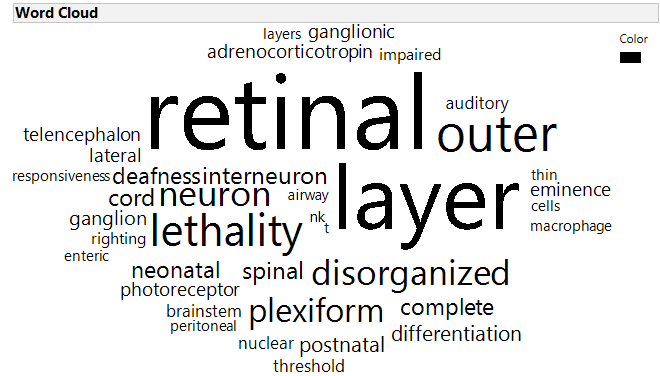 Word Cloud
Color
layers ganglionic
adrenocorticotropin impaired
retinal
auditory
outer
telencephalon
lateral
responsiveness deafness interneuron
thin
eminence
cord neuron airway
layer
cells
ganglion lethality nk
t
macrophage
righting
enteric
neonatal spinal disorganized
photoreceptor
brainstem plexiform complete
peritoneal
differentiation
nuclear postnatal
threshold